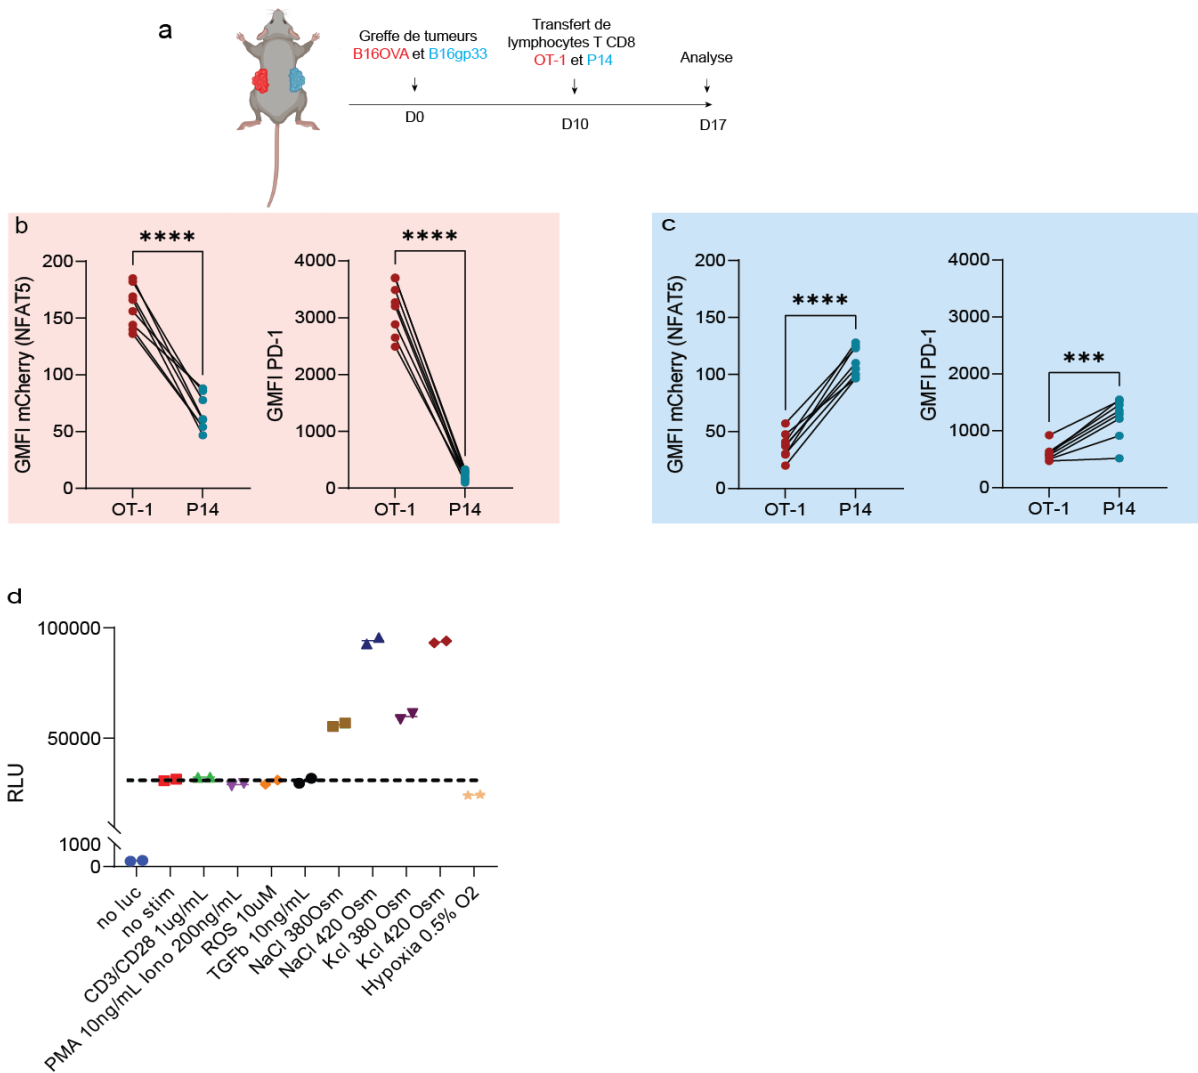 a
Greffe de tumeurs
B16OVA et B16gp33
Transfert de
lymphocytes T CD8
OT-1 et P14
Analyse
D0
D10
D17
b
****
200
150
100
50
0
GMFI mCherry (NFAT5)
OT-1
P14
****
4000
3000
2000
1000
0
GMFI PD-1
OT-1
P14
c
****
200
150
100
50
0
GMFI mCherry (NFAT5)
OT-1
P14
***
4000
3000
2000
1000
0
GMFI PD-1
OT-1
P14
d
100000
50000
1000
0
RLU
no luc
no stim
CD3/CD28 1ug/mL
PMA 10ng/mL Iono 200ng/mL
ROS 10uM
TGFb 10ng/mL
NaCl 380Osm
NaCl 420 Osm
Kcl 380 Osm
Kcl 420 Osm
Hypoxia 0.5% O2